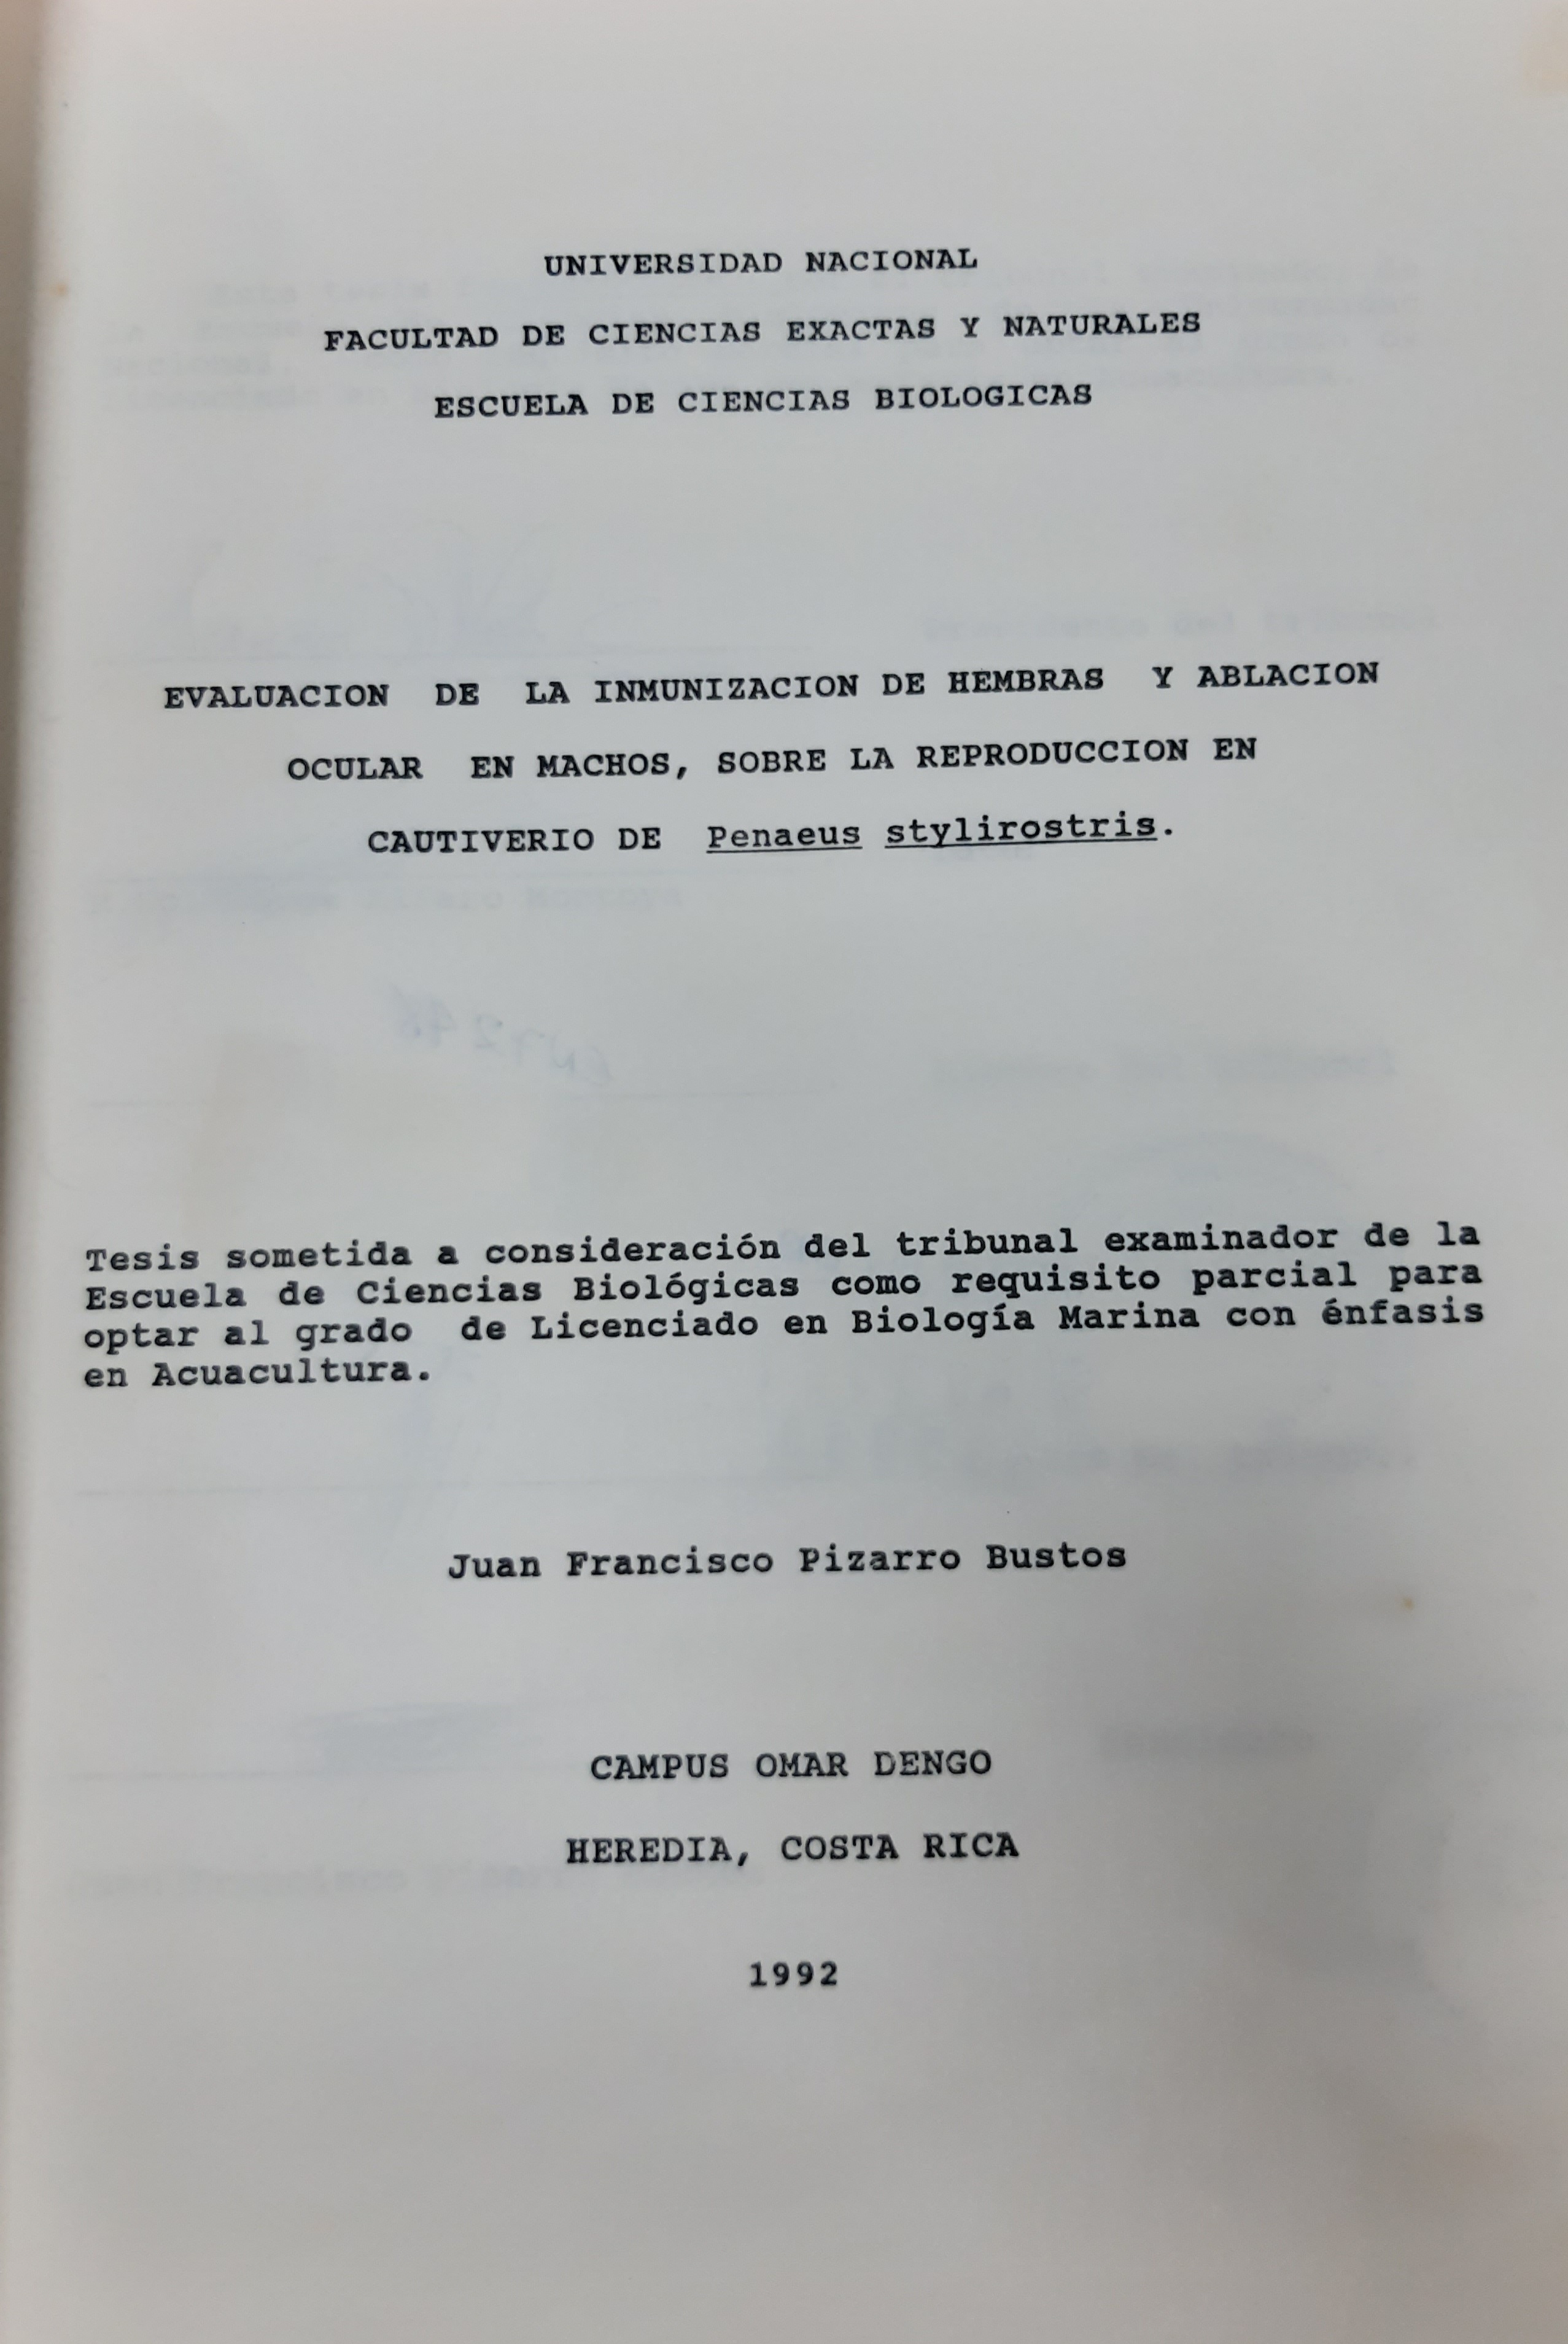 UNIVERSIDAD NACIONAL
FACULTAD DE CIENCIAS EXACTAS Y NATURALES
ESCUELA DE CIENCIAS BIOLOGICAS
EVALUACION DE LA INMUNIZACION DE HEMBRAS Y ABLACION
OCULAR EN MACHOS, SOBRE LA REPRODUCCION EN
CAUTIVERIO DE Penaeus stylirostris.
Tesis sometida a consideración del tribunal examinador de la
Escuela de Ciencias Biológicas como requisito parcial para
optar al grado de Licenciado en Biología Marina con énfasis
en Acuacultura.
Juan Francisco Pizarro Bustos
CAMPUS OMAR DENGO
HEREDIA, COSTA RICA
1992